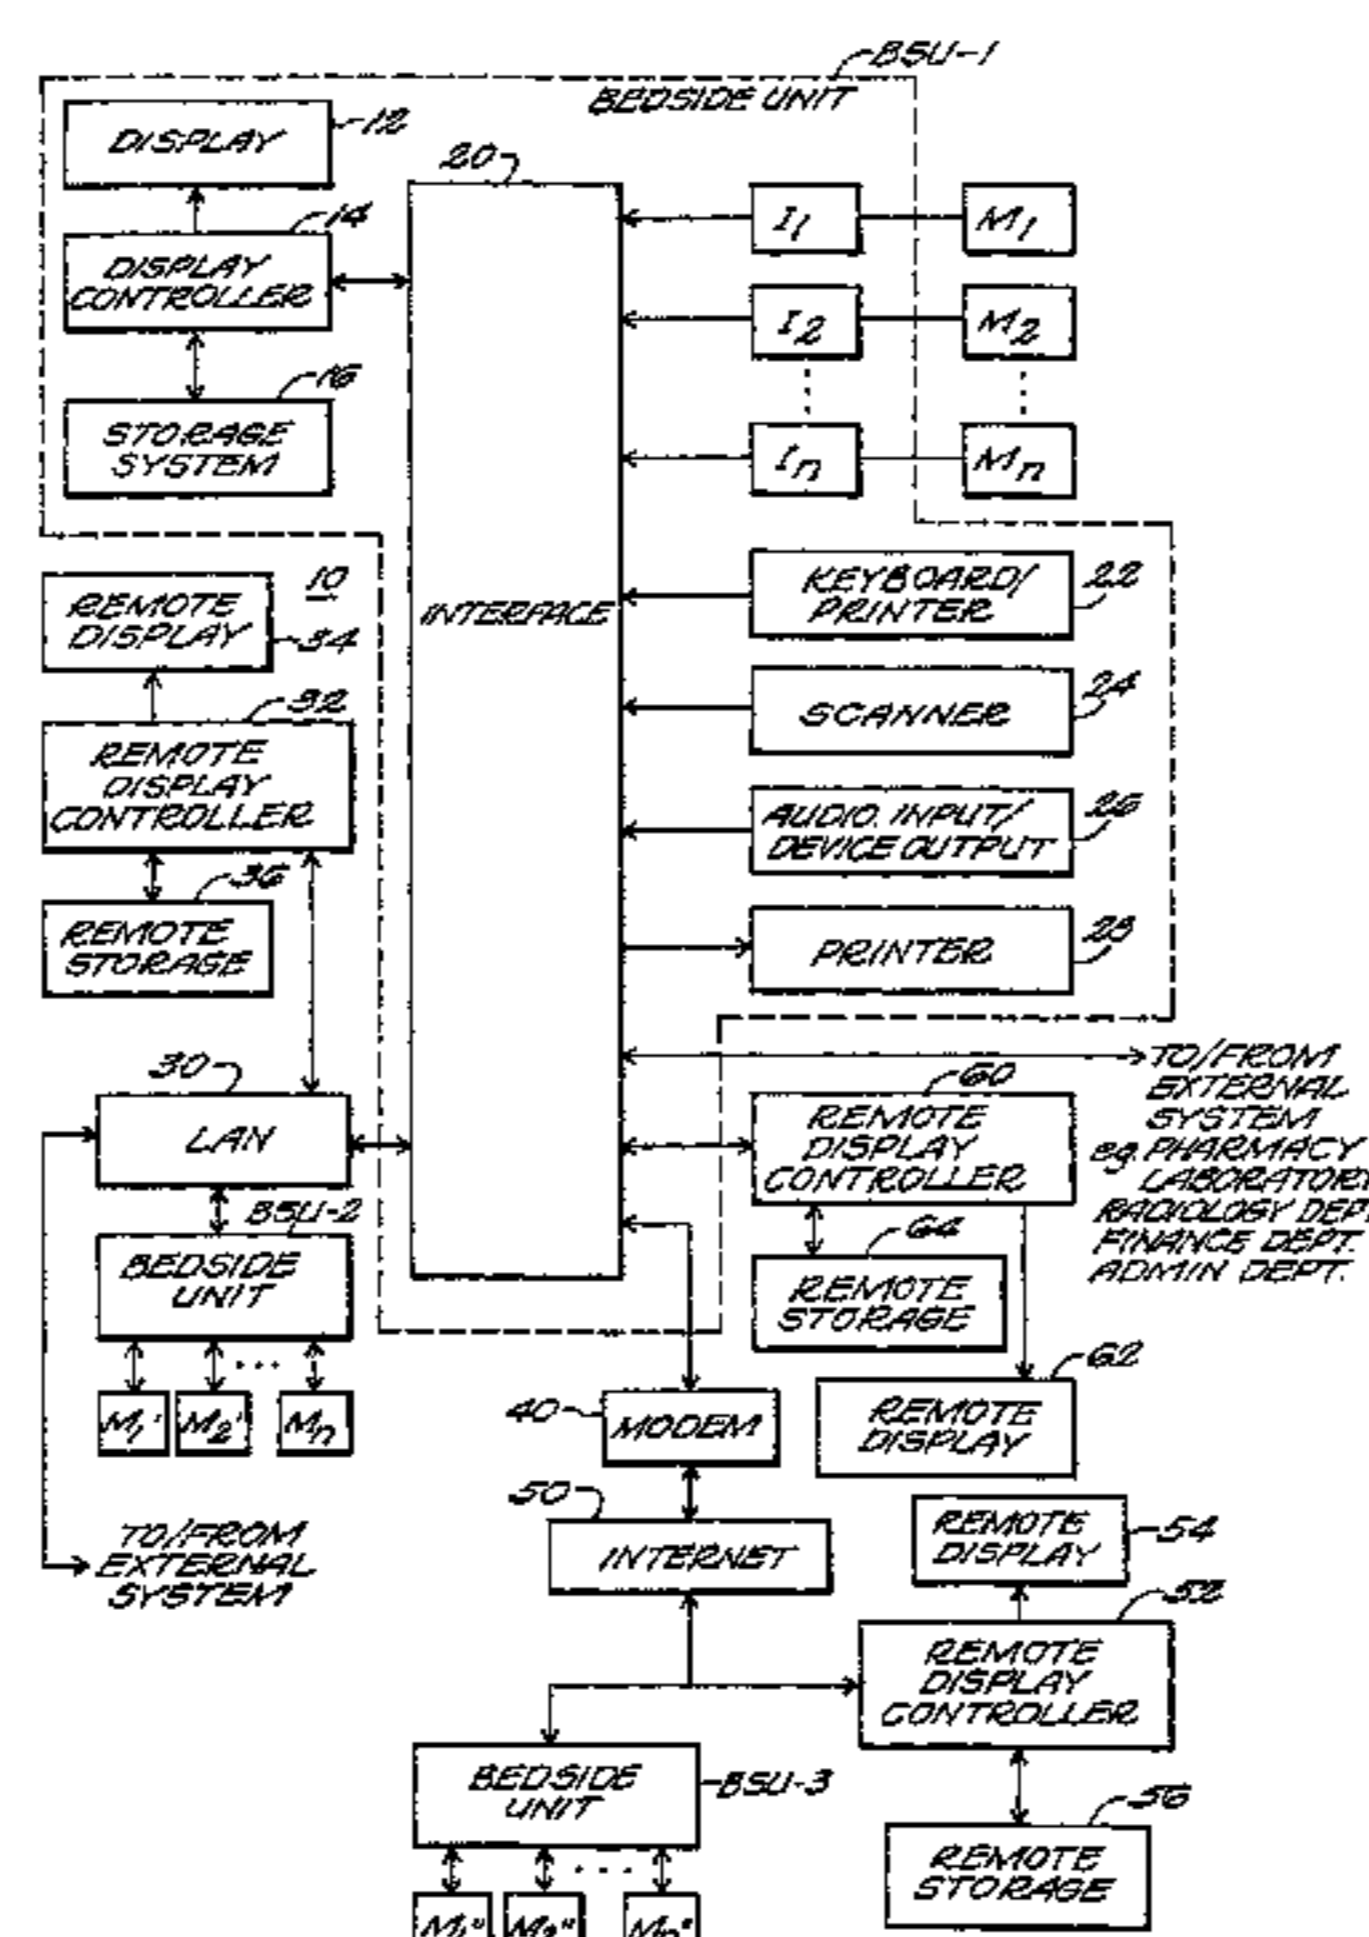 BSU-1
BEDSIDE UNIT
DISPLAY
12
20
14
DISPLAY
CONTROLLER
I1
M1
I2
M2
16
STORAGE
SYSTEM
In
Mn
INTERFACE
10
REMOTE
DISPLAY
34
KEYBOARD/
PRINTER
22
32
REMOTE
DISPLAY
CONTROLLER
SCANNER
24
AUDIO INPUT/
DEVICE OUTPUT
26
36
REMOTE
STORAGE
PRINTER
28
TO/FROM
EXTERNAL
SYSTEM
eg. PHARMACY
LABORATORY
RADIOLOGY DEPT
FINANCE DEPT.
ADMIN DEPT.
30
LAN
60
REMOTE
DISPLAY
CONTROLLER
BSU-2
BEDSIDE
UNIT
64
REMOTE
STORAGE
M1'
M2'
Mn
62
REMOTE
DISPLAY
40
MODEM
50
INTERNET
TO/FROM
EXTERNAL
SYSTEM
REMOTE
DISPLAY
54
52
REMOTE
DISPLAY
CONTROLLER
BEDSIDE
UNIT
BSU-3
56
REMOTE
STORAGE
M1"
M2"
Mn"